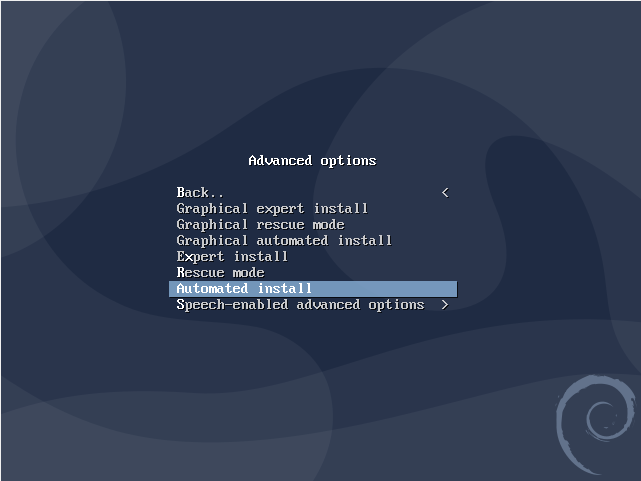 Advanced options
Back.. <
Graphical expert install
Graphical rescue mode
Graphical automated install
Expert install
Rescue mode
Automated install
Speech-enabled advanced options >